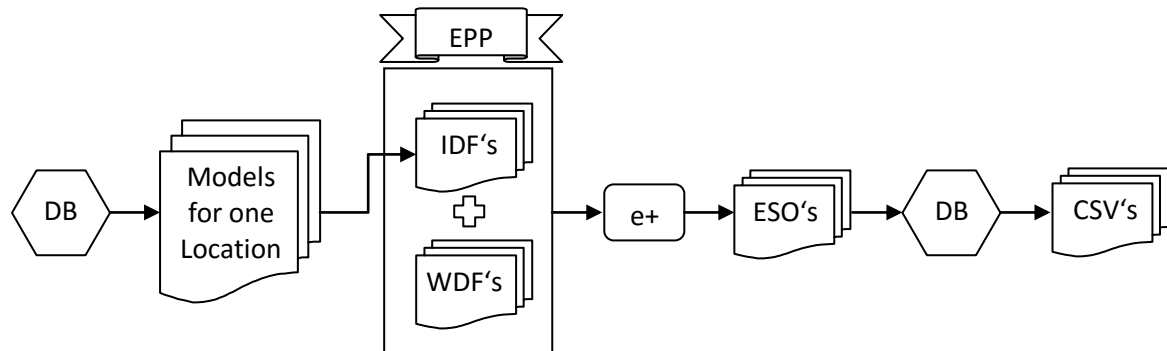 EPP
DB
Models
for one
Location
IDF‘s
WDF‘s
e+
ESO‘s
DB
CSV‘s